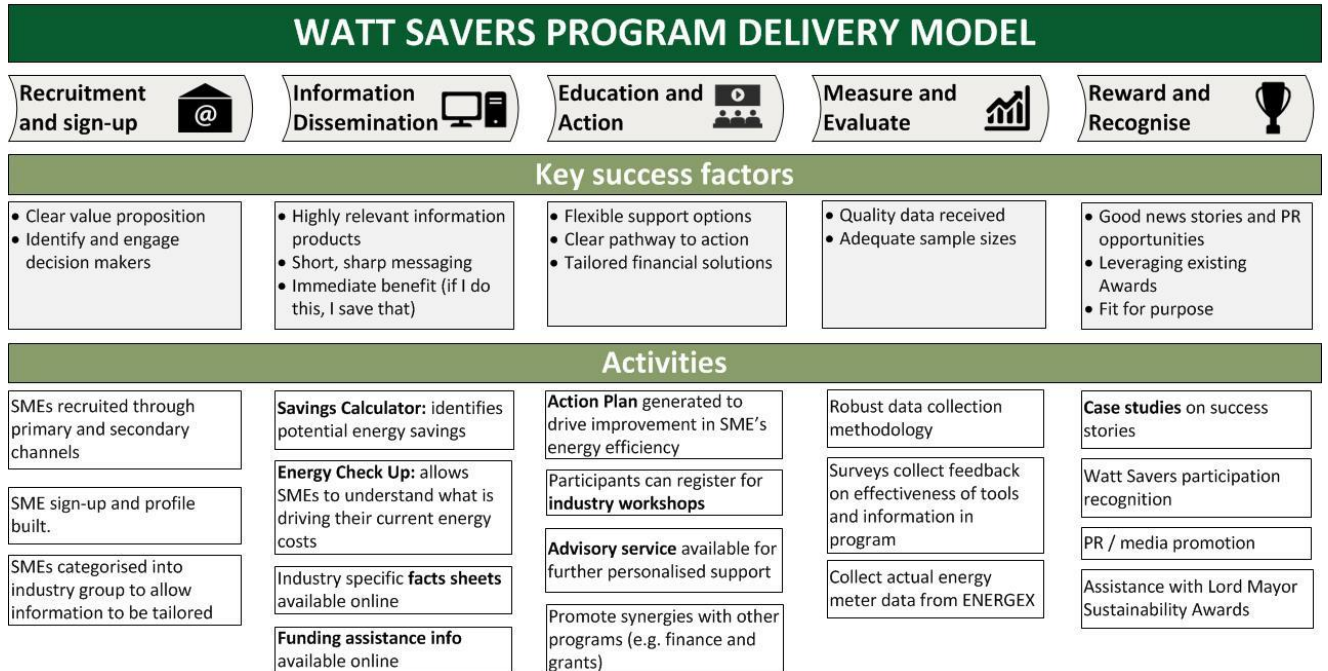 WATT SAVERS PROGRAM DELIVERY MODEL
Recruitment
and sign-up
@
Information
Dissemination
Education and
Action
Measure and
Evaluate
Reward and
Recognise
Key success factors
• Clear value proposition
• Identify and engage
decision makers
• Highly relevant information
products
• Short, sharp messaging
• Immediate benefit (if I do
this, I save that)
• Flexible support options
• Clear pathway to action
• Tailored financial solutions
• Quality data received
• Adequate sample sizes
• Good news stories and PR
opportunities
• Leveraging existing
Awards
• Fit for purpose
Activities
SMEs recruited through
primary and secondary
channels
SME sign-up and profile
built.
SMEs categorised into
industry group to allow
information to be tailored
Savings Calculator: identifies
potential energy savings
Energy Check Up: allows
SMEs to understand what is
driving their current energy
costs
Industry specific facts sheets
available online
Funding assistance info
available online
Action Plan generated to
drive improvement in SME's
energy efficiency
Participants can register for
industry workshops
Advisory service available for
further personalised support
Promote synergies with other
programs (e.g. finance and
grants)
Robust data collection
methodology
Surveys collect feedback
on effectiveness of tools
and information in
program
Collect actual energy
meter data from ENERGEX
Case studies on success
stories
Watt Savers participation
recognition
PR / media promotion
Assistance with Lord Mayor
Sustainability Awards